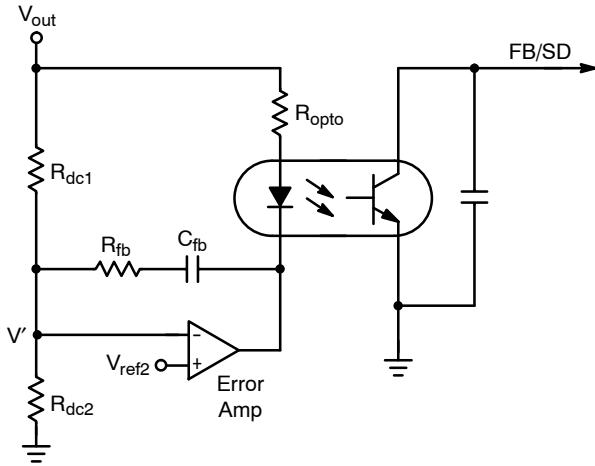 Vout
FB/SD
Ropto
Rdc1
Rfb
Cfb
V′
−
Vref2
+
Error
Amp
Rdc2